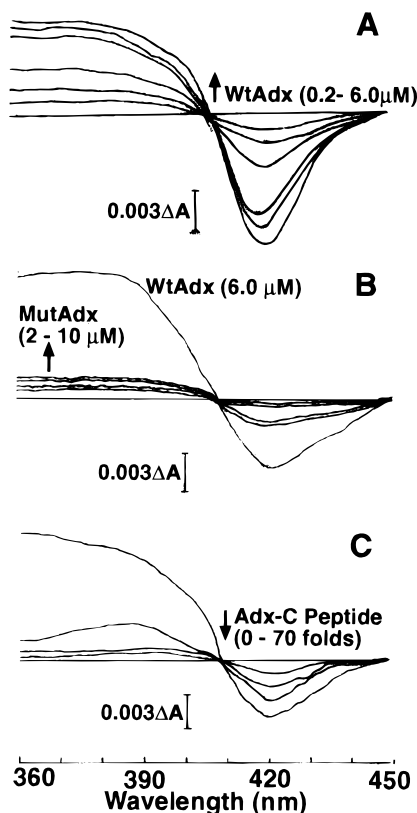 A
WtAdx (0.2- 6.0μM)
0.003ΔA
B
WtAdx (6.0 μM)
MutAdx
(2 - 10 μM)
0.003ΔA
C
Adx-C Peptide
(0 - 70 folds)
0.003ΔA
360 390 420 450
Wavelength (nm)